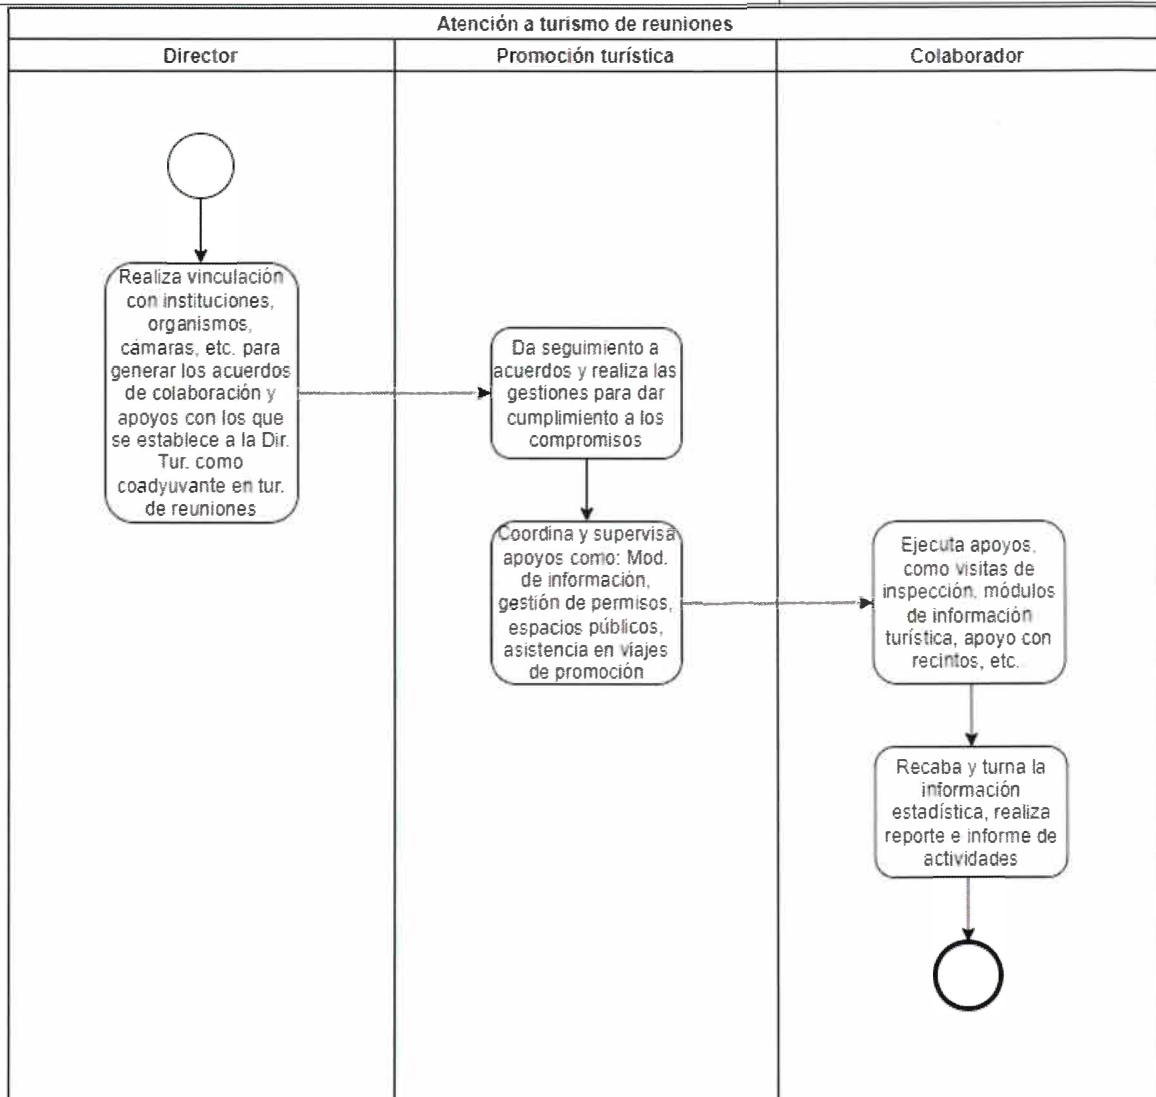 Atención a turismo de reuniones
Director
Promoción turística
Colaborador
Realiza vinculación
con instituciones,
organismos,
cámaras, etc. para
generar los acuerdos
de colaboración y
apoyos con los que
se establece a la Dir.
Tur. como
coadyuvante en tur.
de reuniones
Da seguimiento a
acuerdos y realiza las
gestiones para dar
cumplimiento a los
compromisos
Coordina y supervisa
apoyos como: Mod.
de información,
gestión de permisos,
espacios públicos,
asistencia en viajes
de promoción
Ejecuta apoyos,
como visitas de
inspección, módulos
de información
turística, apoyo con
recintos, etc.
Recaba y turna la
información
estadística, realiza
reporte e informe de
actividades